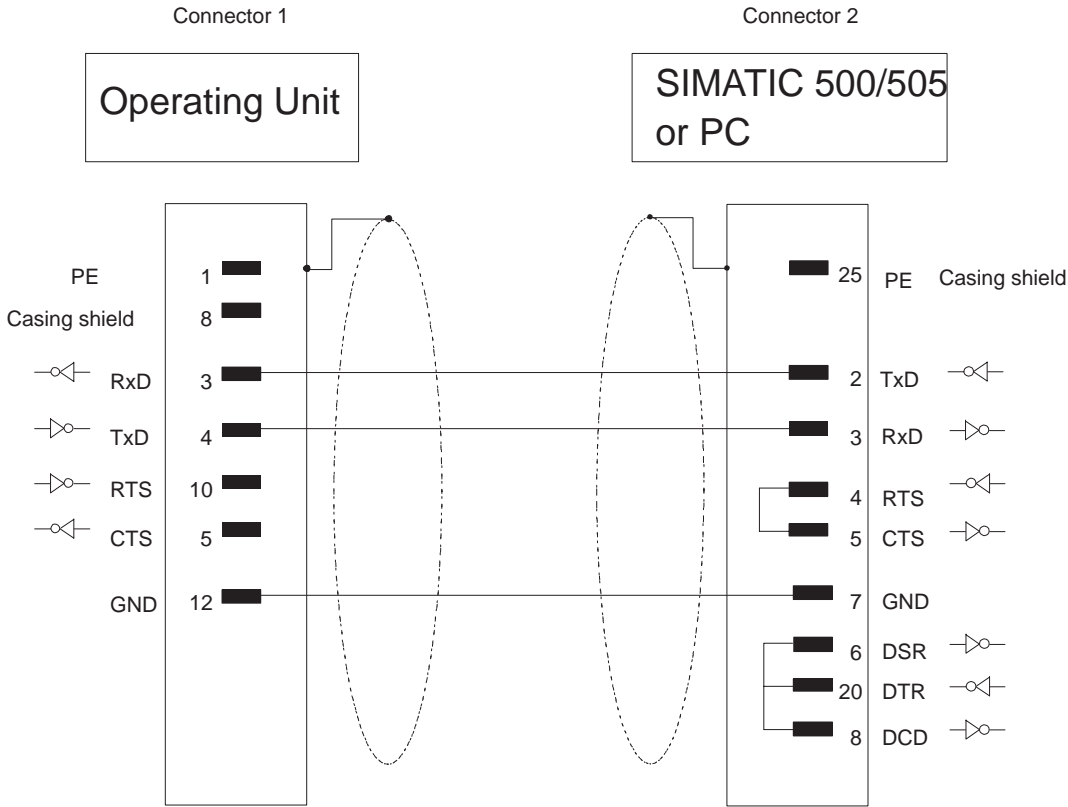 Connector 1
Connector 2
Operating Unit
SIMATIC 500/505
or PC
PE
1
25
PE
Casing shield
Casing shield
8
RxD
3
2
TxD
TxD
4
3
RxD
RTS
10
4
RTS
CTS
5
5
CTS
GND
12
7
GND
6
DSR
20
DTR
8
DCD